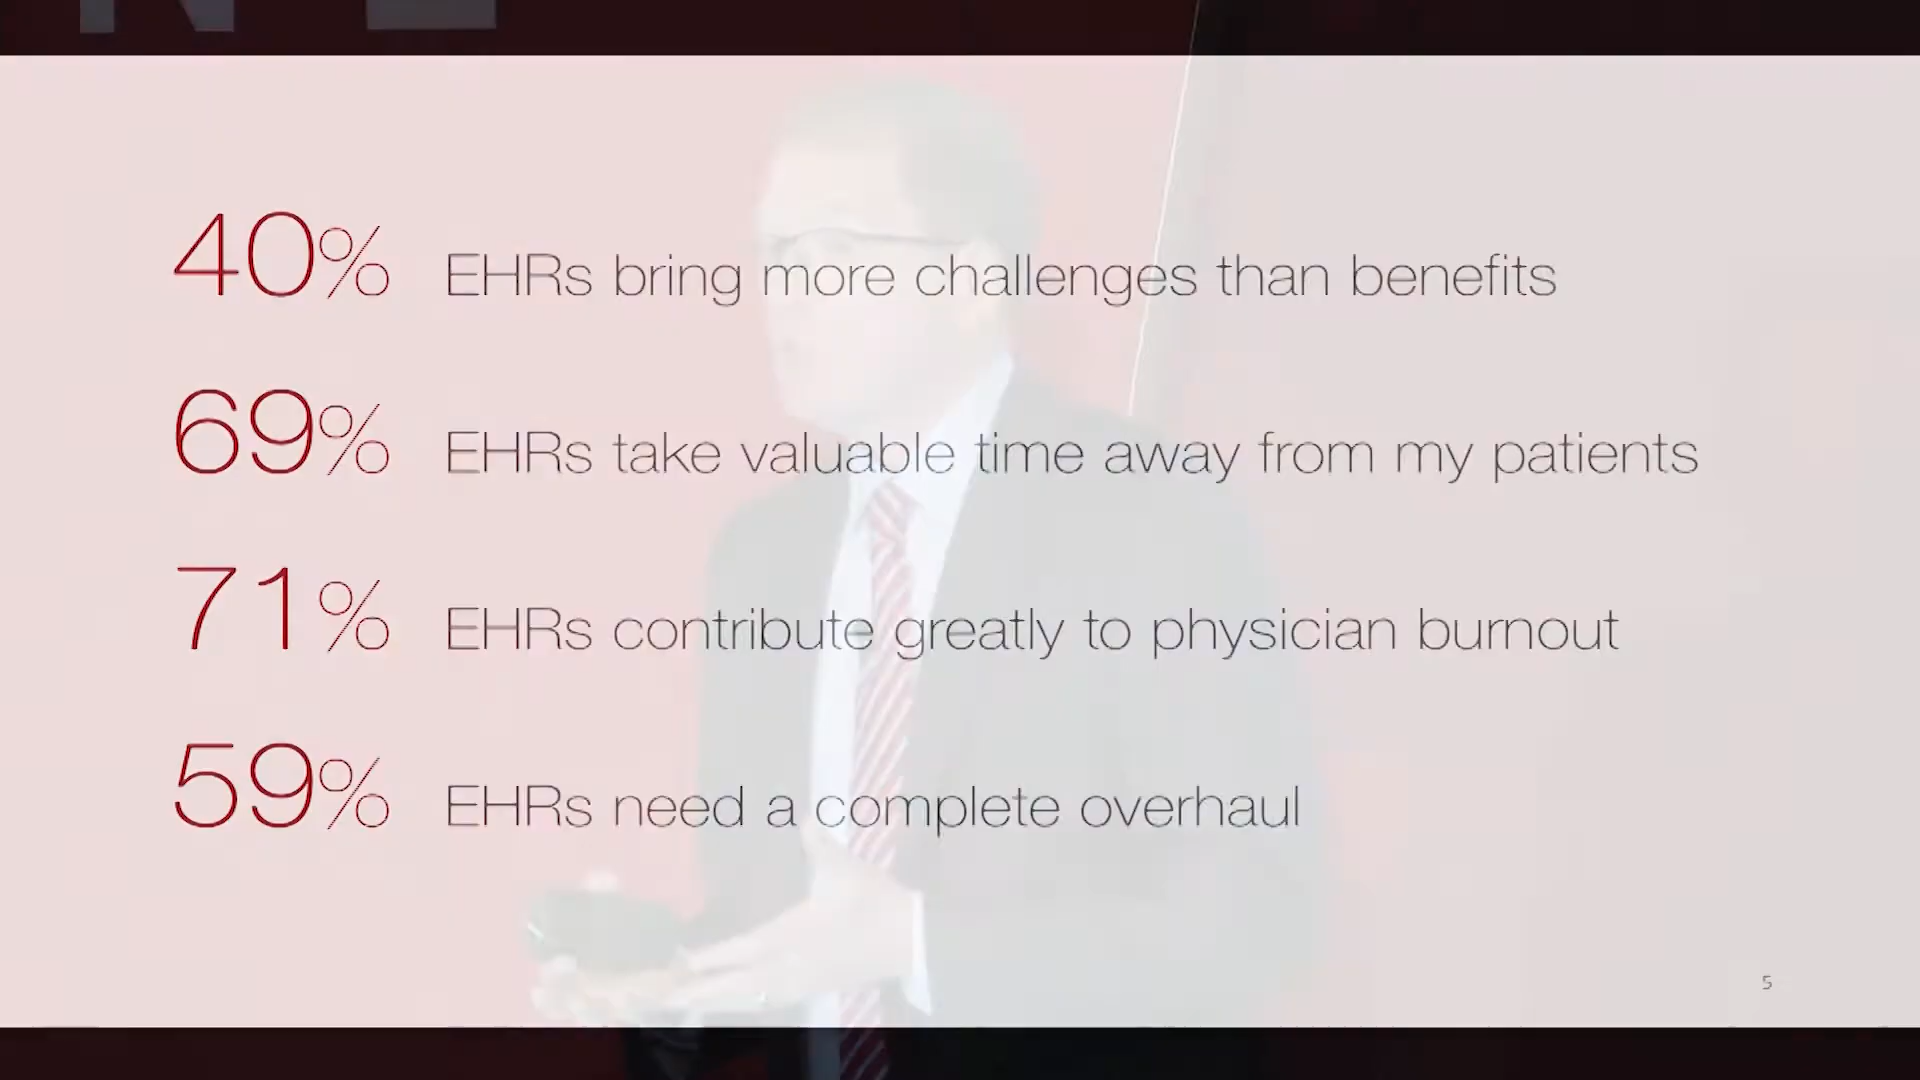 40% EHRs bring more challenges than benefits
69% EHRs take valuable time away from my patients
71% EHRs contribute greatly to physician burnout
59% EHRs need a complete overhaul
5